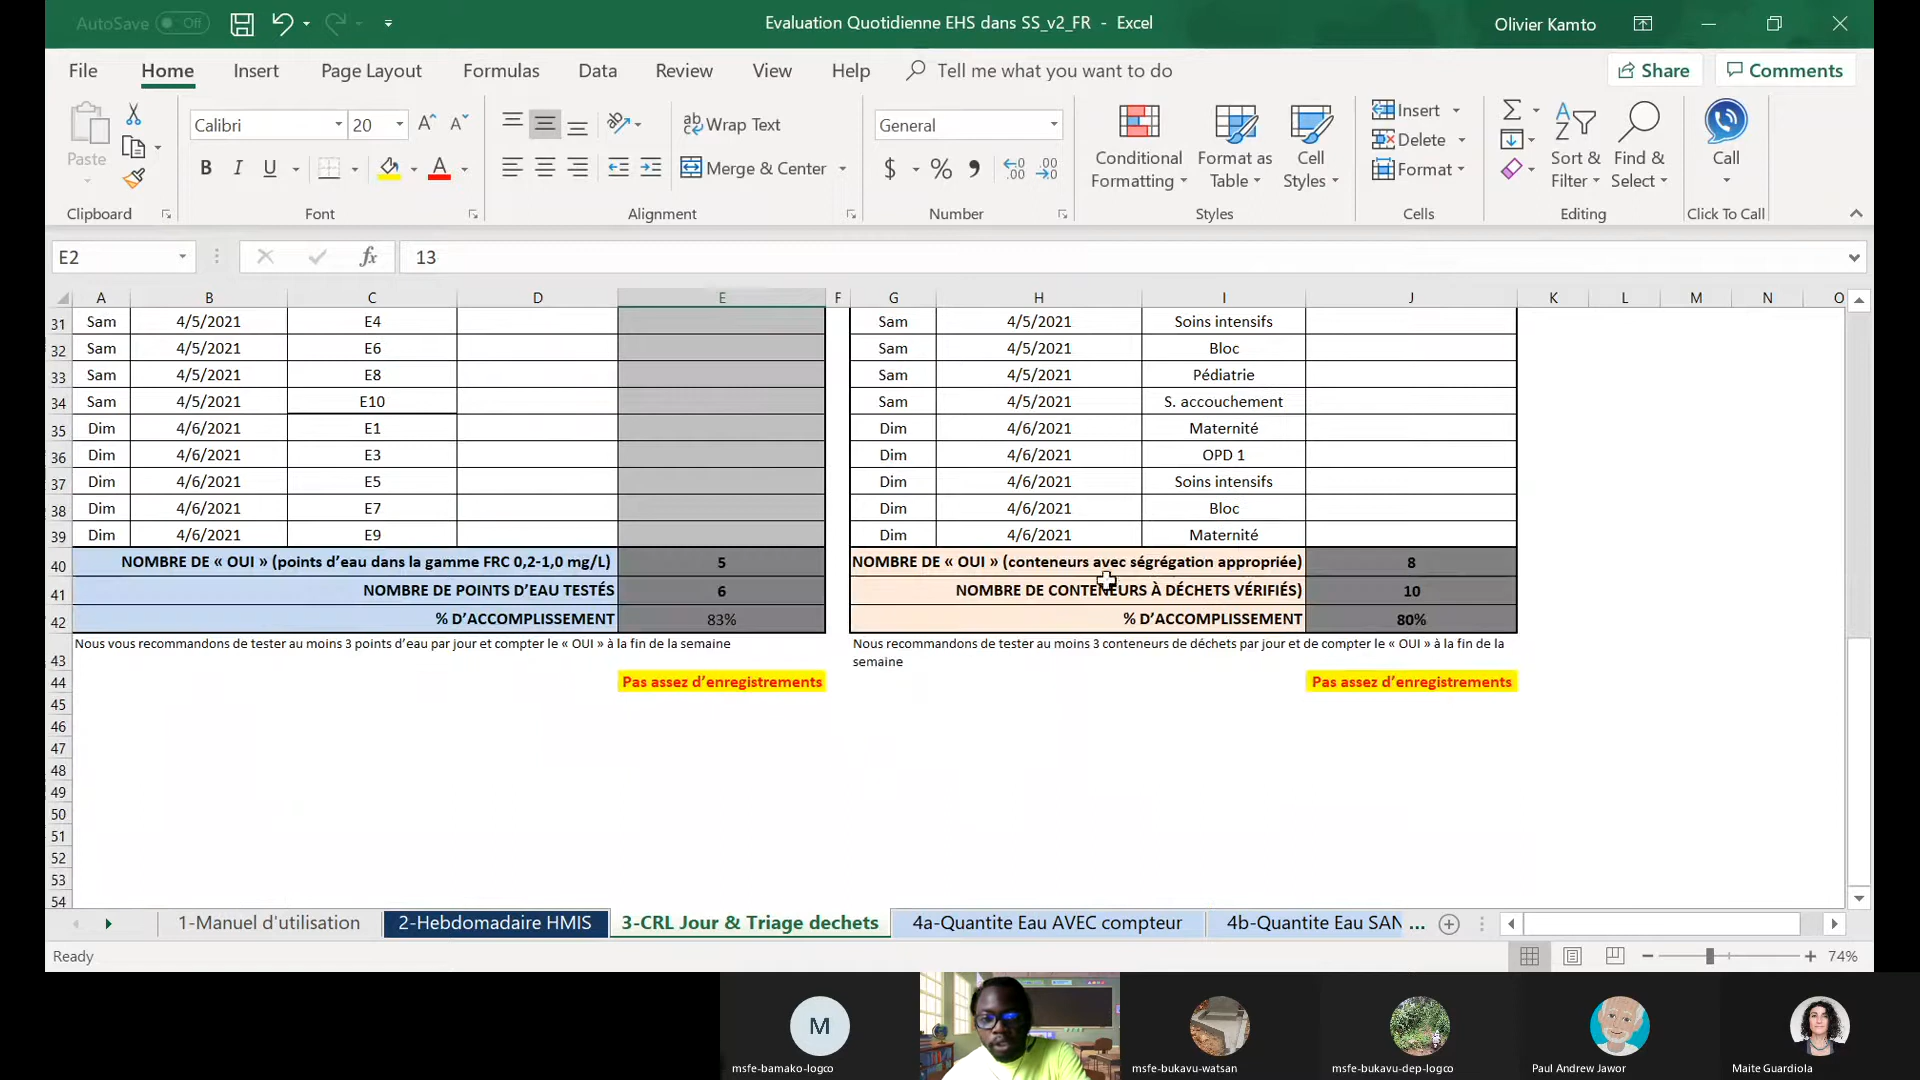 AutoSave Off
Evaluation Quotidienne EHS dans SS_v2_FR - Excel
Olivier Kamto
File Home Insert Page Layout Formulas Data Review View Help Tell me what you want to do Share Comments
Paste
Calibri 20
Wrap Text
Merge & Center
General
Conditional Formatting
Format as Table
Cell Styles
Insert
Delete
Format
Sort & Filter
Find & Select
Call
Clipboard Font Alignment Number Styles Cells Editing Click To Call
E2 fx 13
A B C D E F G H I J K L M N O
31 Sam 4/5/2021 E4 Sam 4/5/2021 Soins intensifs
32 Sam 4/5/2021 E6 Sam 4/5/2021 Bloc
33 Sam 4/5/2021 E8 Sam 4/5/2021 Pédiatrie
34 Sam 4/5/2021 E10 Sam 4/5/2021 S. accouchement
35 Dim 4/6/2021 E1 Dim 4/6/2021 Maternité
36 Dim 4/6/2021 E3 Dim 4/6/2021 OPD 1
37 Dim 4/6/2021 E5 Dim 4/6/2021 Soins intensifs
38 Dim 4/6/2021 E7 Dim 4/6/2021 Bloc
39 Dim 4/6/2021 E9 Dim 4/6/2021 Maternité
40 NOMBRE DE « OUI » (points d’eau dans la gamme FRC 0,2-1,0 mg/L) 5 NOMBRE DE « OUI » (conteneurs avec ségrégation appropriée) 8
41 NOMBRE DE POINTS D’EAU TESTÉS 6 NOMBRE DE CONTENEURS À DÉCHETS VÉRIFIÉS) 10
42 % D’ACCOMPLISSEMENT 83% % D’ACCOMPLISSEMENT 80%
43 Nous vous recommandons de tester au moins 3 points d’eau par jour et compter le « OUI » à la fin de la semaine Nous recommandons de tester au moins 3 conteneurs de déchets par jour et de compter le « OUI » à la fin de la
semaine
44 Pas assez d’enregistrements Pas assez d’enregistrements
45
46
47
48
49
50
51
52
53
54
1-Manuel d'utilisation 2-Hebdomadaire HMIS 3-CRL Jour & Triage dechets 4a-Quantite Eau AVEC compteur 4b-Quantite Eau SAN ...
Ready 74%
M
msfe-bamako-logco msfe-bukavu-watsan msfe-bukavu-dep-logco Paul Andrew Jawor Maite Guardiola